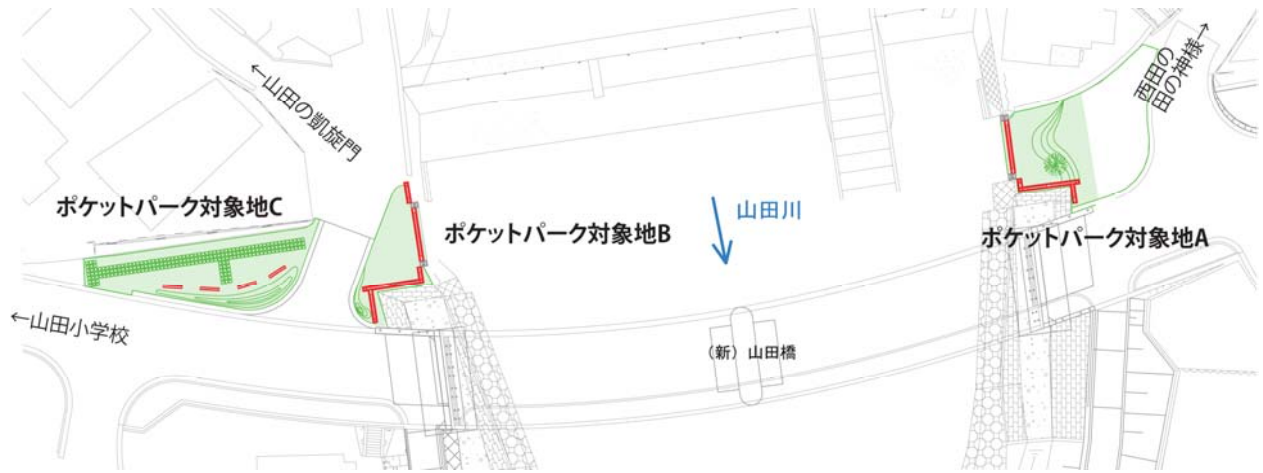 ←山田の凱旋門
西田の
田の神様→
ポケットパーク対象地C
ポケットパーク対象地B
山田川
ポケットパーク対象地A
←山田小学校
(新)山田橋